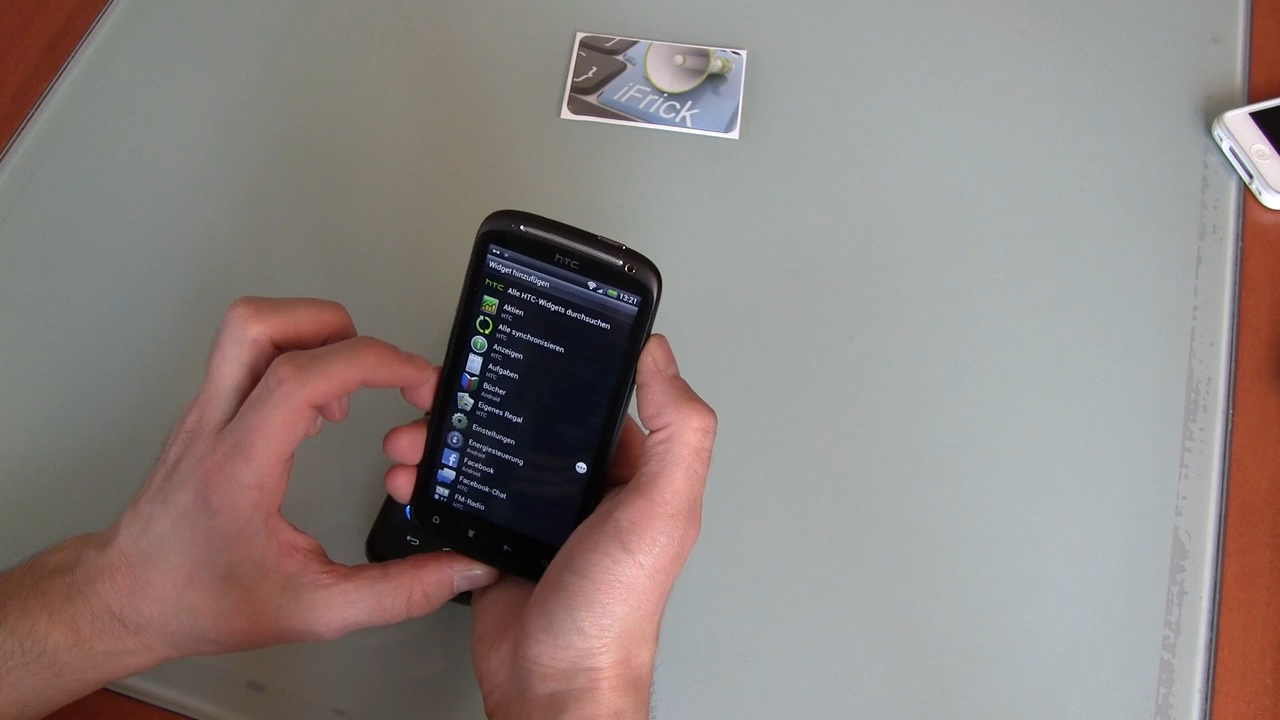 iFrick
hTC
13:21
Widget hinzufügen
hTC Alle HTC-Widgets durchsuchen
Aktien
HTC
Alle synchronisieren
HTC
Anzeigen
HTC
Aufgaben
HTC
Bücher
Android
Eigenes Regal
HTC
Einstellungen
Energiesteuerung
Android
Facebook
Android
Facebook-Chat
HTC
FM-Radio
HTC